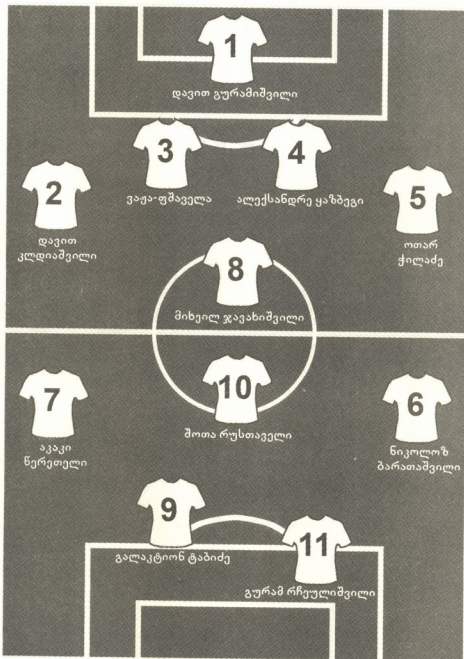 1
დავით გურამიშვილი
3
4
ვაჟა-ფშაველა
ალექსანდრე ყაზბეგი
2
5
დავით
კლდიაშვილი
ოთარ
ჭილაძე
8
მიხეილ ჯავახიშვილი
7
10
6
აკაკი
წერეთელი
შოთა რუსთაველი
ნიკოლოზ
ბარათაშვილი
9
11
გალაკტიონ ტაბიძე
გურამ რჩეულიშვილი